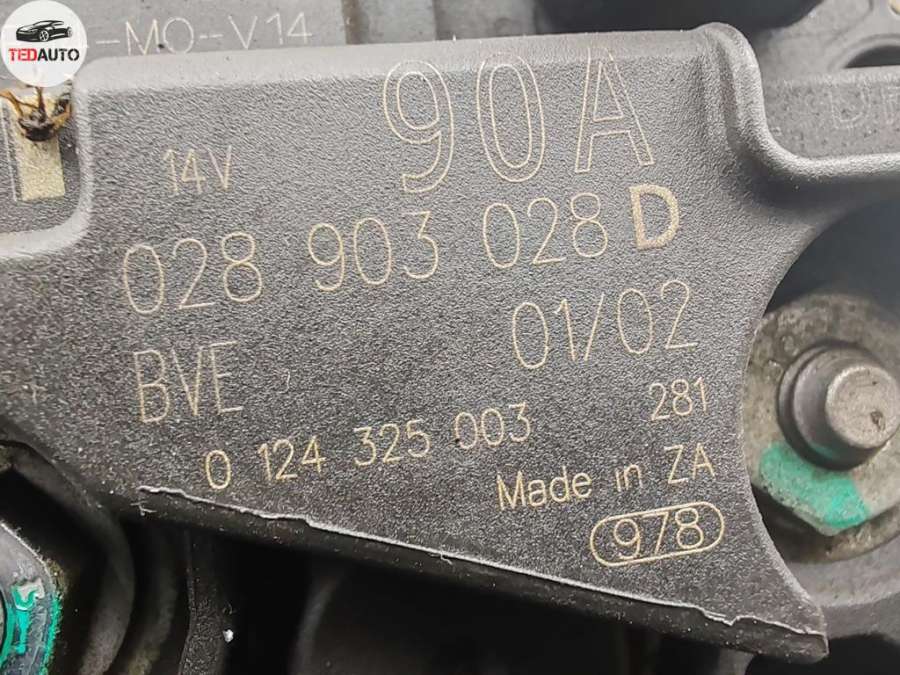 TEDAUTO
-MO-V14
14V 90A
028 903 028 D
BVE 01/02
0 124 325 003 281
Made in ZA
978